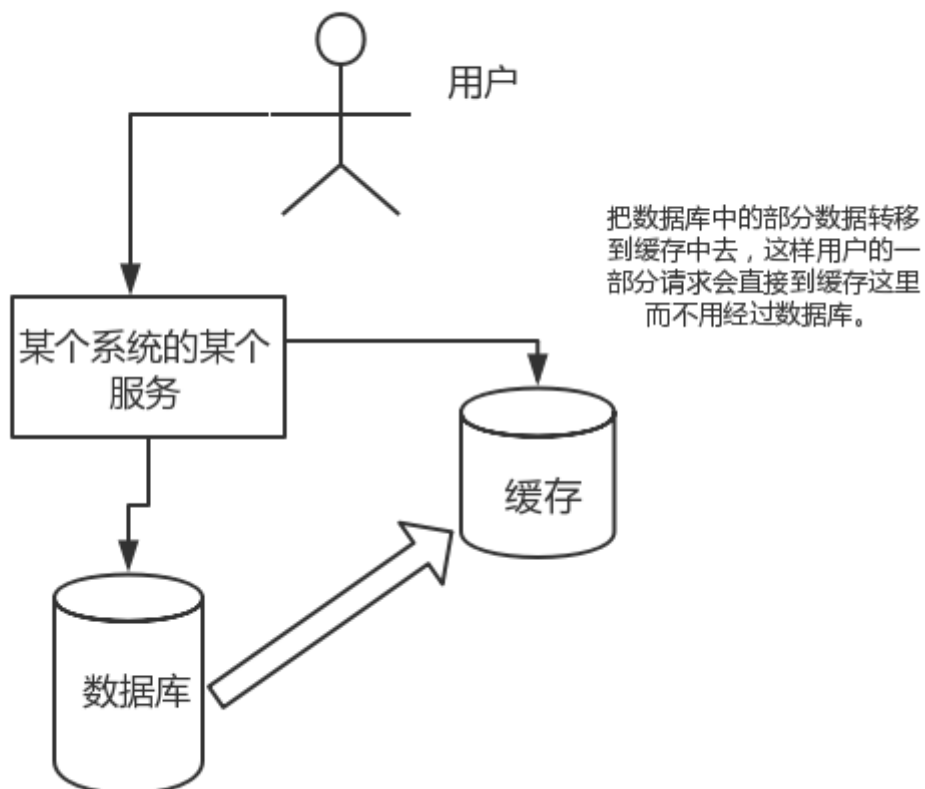 用户
把数据库中的部分数据转移
到缓存中去，这样用户的一
部分请求会直接到缓存这里
而不用经过数据库。
某个系统的某个
服务
缓存
数据库